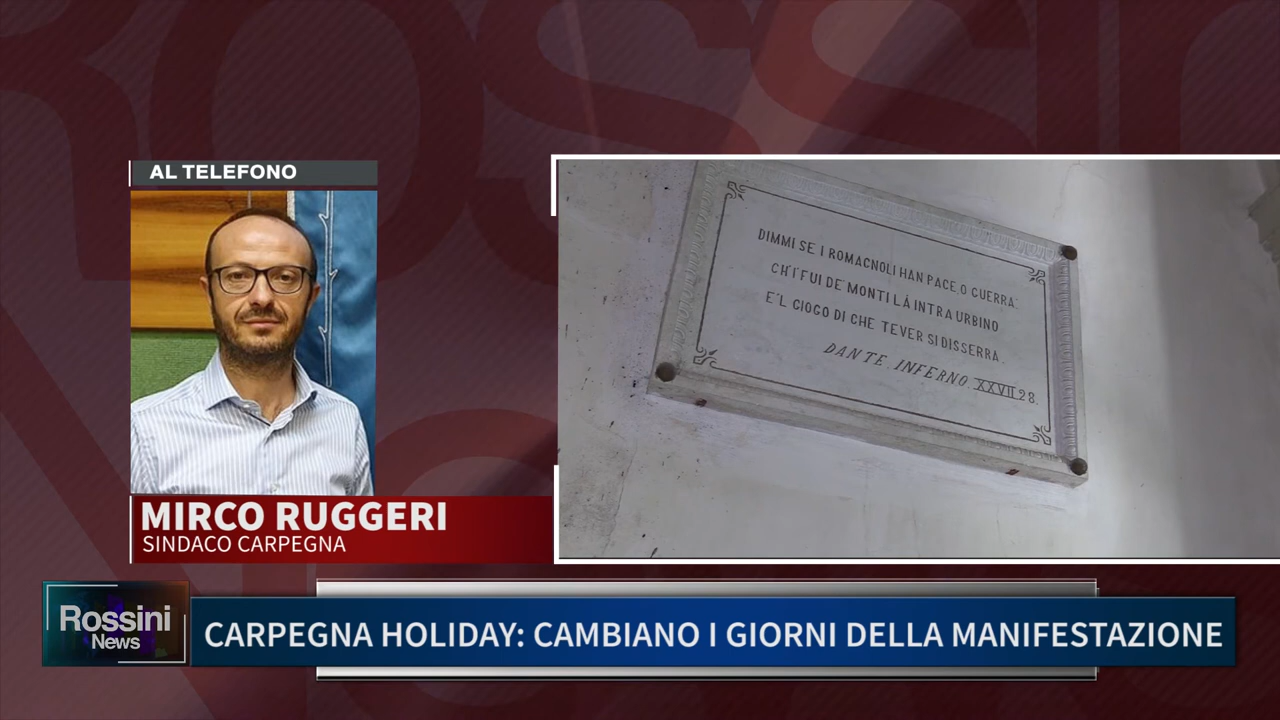 AL TELEFONO
MIRCO RUGGERI
SINDACO CARPEGNA
DIMMI SE I ROMAGNOLI HAN PACE O GUERRA
CH'I' FUI DE' MONTI LÀ INTRA URBINO
E'L GIOGO DI CHE TEVER SI DISSERRA
DANTE, INFERNO, XXVII 28.
Rossini
News
CARPEGNA HOLIDAY: CAMBIANO I GIORNI DELLA MANIFESTAZIONE